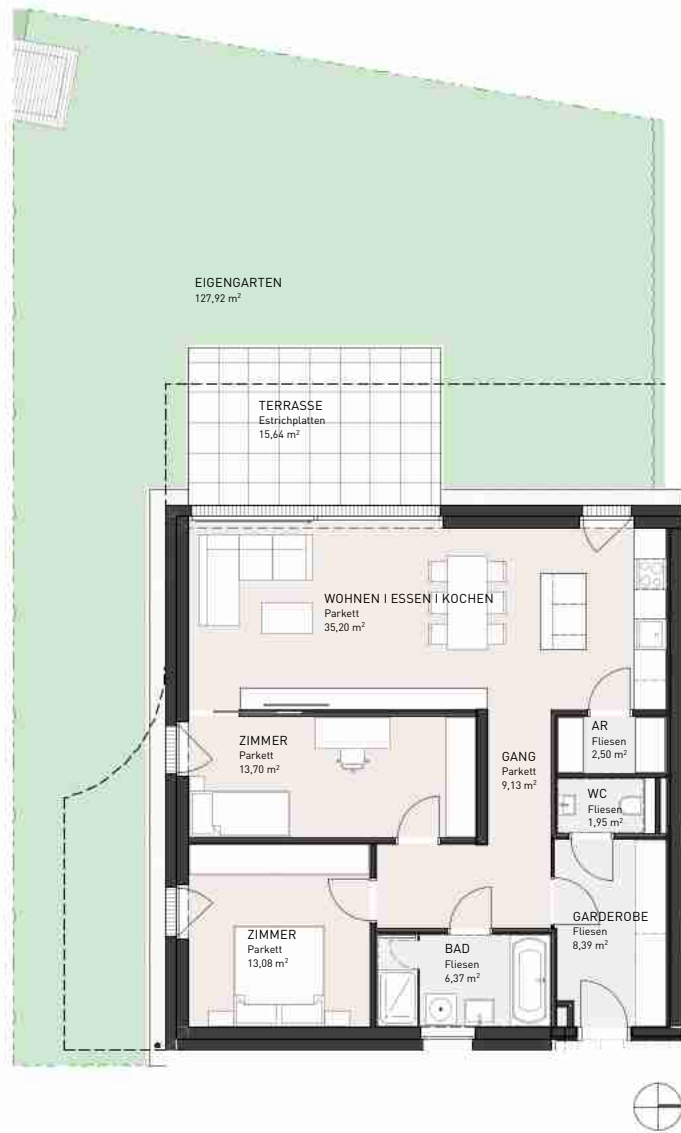 EIGENGARTEN
127,92 m²
TERRASSE
Estrichplatten
15,64 m²
WOHNEN I ESSEN I KOCHEN
Parkett
35,20 m²
ZIMMER
Parkett
13,70 m²
GANG
Parkett
9,13 m²
AR
Fliesen
2,50 m²
WC
Fliesen
1,95 m²
GARDEROBE
Fliesen
8,39 m²
ZIMMER
Parkett
13,08 m²
BAD
Fliesen
6,37 m²